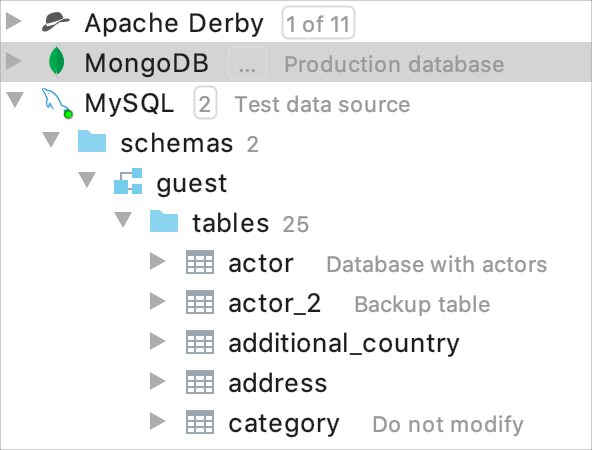 Apache Derby 1 of 11
MongoDB ... Production database
MySQL 2 Test data source
schemas 2
guest
tables 25
actor Database with actors
actor_2 Backup table
additional_country
address
category Do not modify